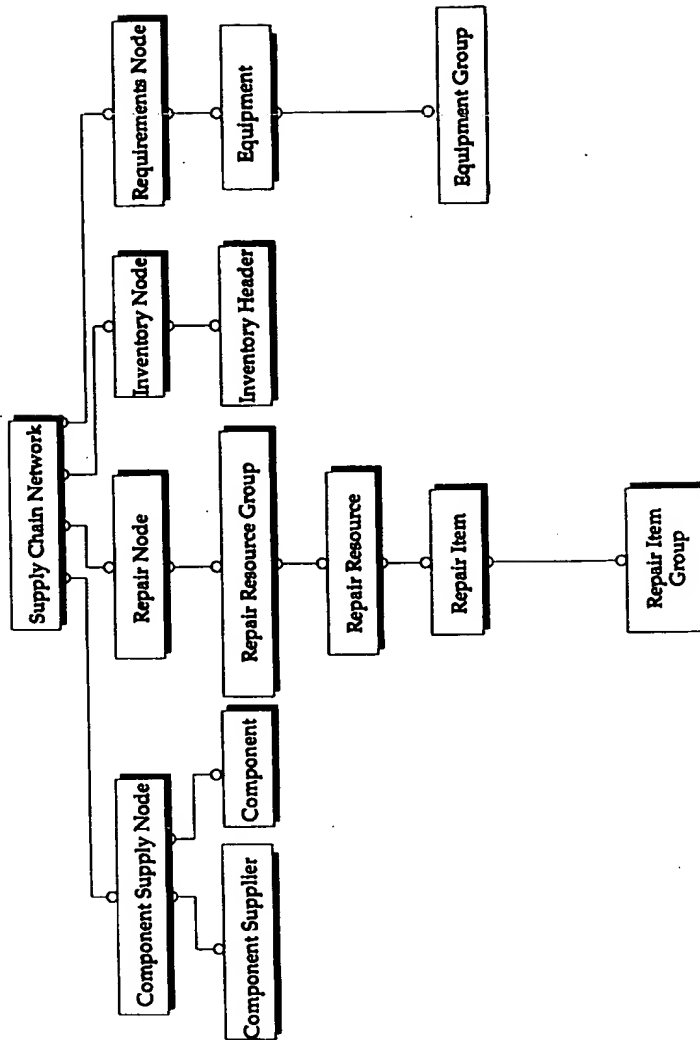 Supply Chain Network
Component Supply Node
Repair Node
Inventory Node
Requirements Node
Component Supplier
Component
Repair Resource Group
Inventory Header
Equipment
Repair Resource
Repair Item
Equipment Group
Repair Item
Group